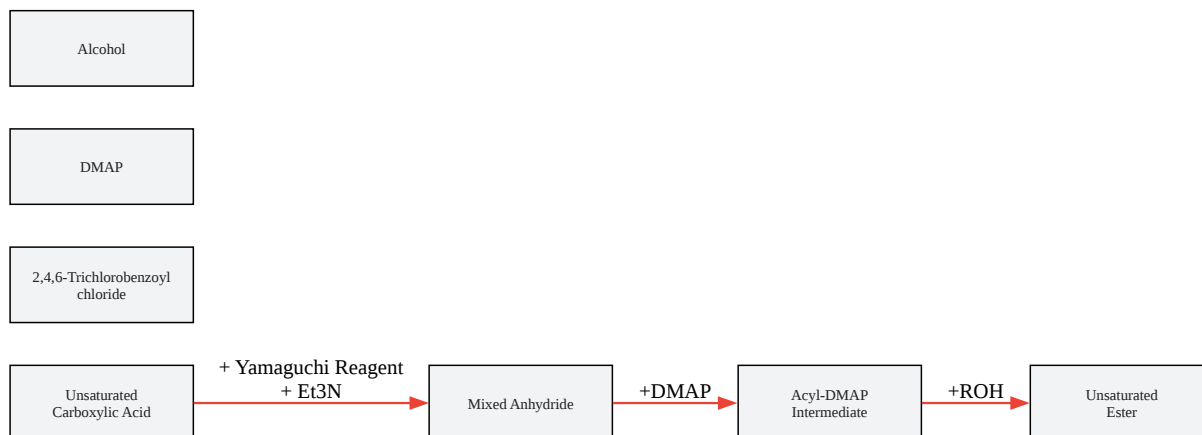 Alcohol
DMAP
2,4,6-Trichlorobenzoyl
chloride
+ Yamaguchi Reagent
+ Et3N
+DMAP
+ROH
Unsaturated
Carboxylic Acid
Mixed Anhydride
Acyl-DMAP
Intermediate
Unsaturated
Ester